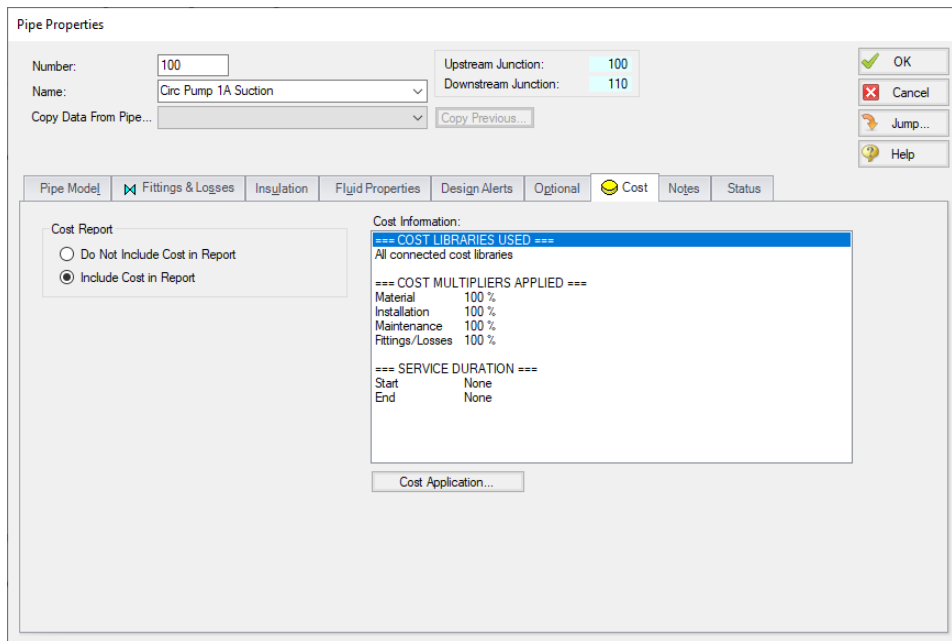 Pipe Properties
Number: 100
Name: Circ Pump 1A Suction
Copy Data From Pipe... Copy Previous...
Upstream Junction: 100
Downstream Junction: 110
OK
Cancel
Jump...
Help
Pipe Model Fittings & Losses Insulation Fluid Properties Design Alerts Optional Cost Notes Status
Cost Report
Do Not Include Cost in Report
Include Cost in Report
Cost Information:
=== COST LIBRARIES USED ===
All connected cost libraries
=== COST MULTIPLIERS APPLIED ===
Material 100 %
Installation 100 %
Maintenance 100 %
Fittings/Losses 100 %
=== SERVICE DURATION ===
Start None
End None
Cost Application...